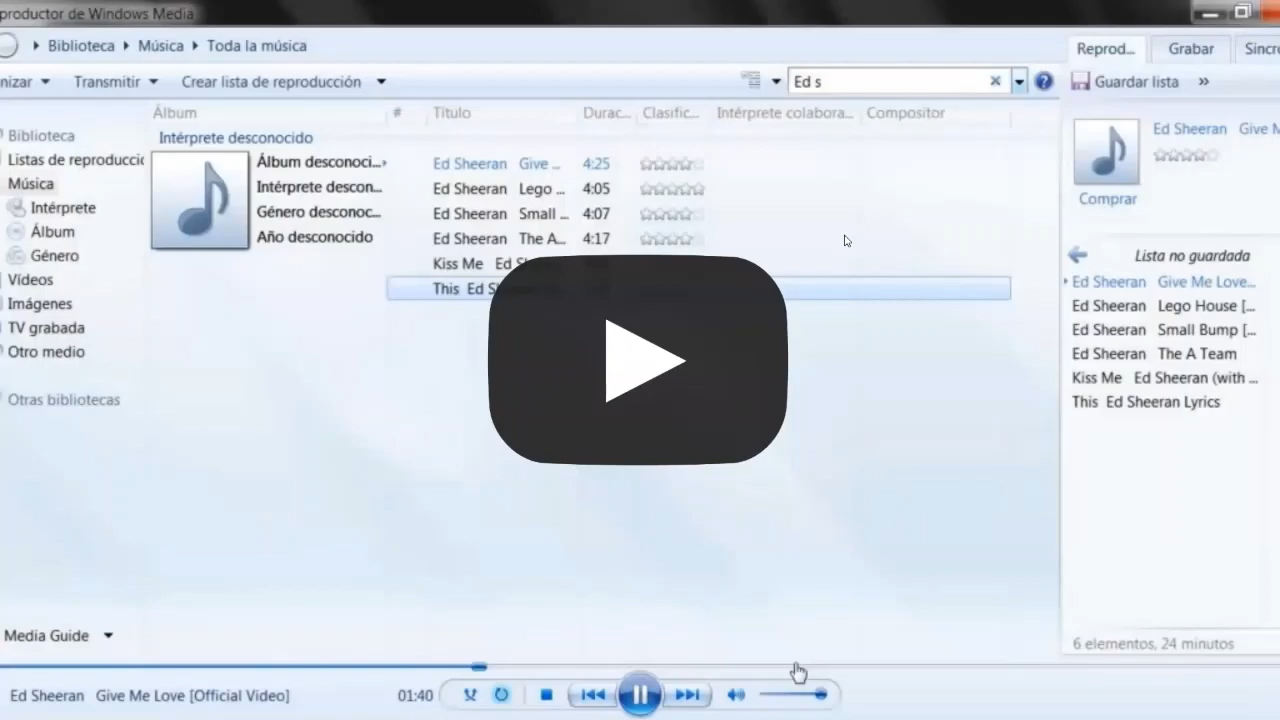 productor de Windows Media
Biblioteca Música Toda la música
Reprod... Grabar Sincro
nizar Transmitir Crear lista de reproducción
Ed s
Guardar lista »
Álbum # Título Durac... Clasific... Intérprete colabora... Compositor
Intérprete desconocido
Biblioteca
Listas de reproducció
Música
Intérprete
Álbum
Género
Vídeos
Imágenes
TV grabada
Otro medio
Otras bibliotecas
Álbum desconoci...
Intérprete descon...
Género desconoc...
Año desconocido
Ed Sheeran Give ... 4:25
Ed Sheeran Lego ... 4:05
Ed Sheeran Small ... 4:07
Ed Sheeran The A... 4:17
Kiss Me Ed Sh
This Ed S
Ed Sheeran Give M
Comprar
Lista no guardada
Ed Sheeran Give Me Love...
Ed Sheeran Lego House [...
Ed Sheeran Small Bump [...
Ed Sheeran The A Team
Kiss Me Ed Sheeran (with ...
This Ed Sheeran Lyrics
6 elementos, 24 minutos
Media Guide
Ed Sheeran Give Me Love [Official Video] 01:40